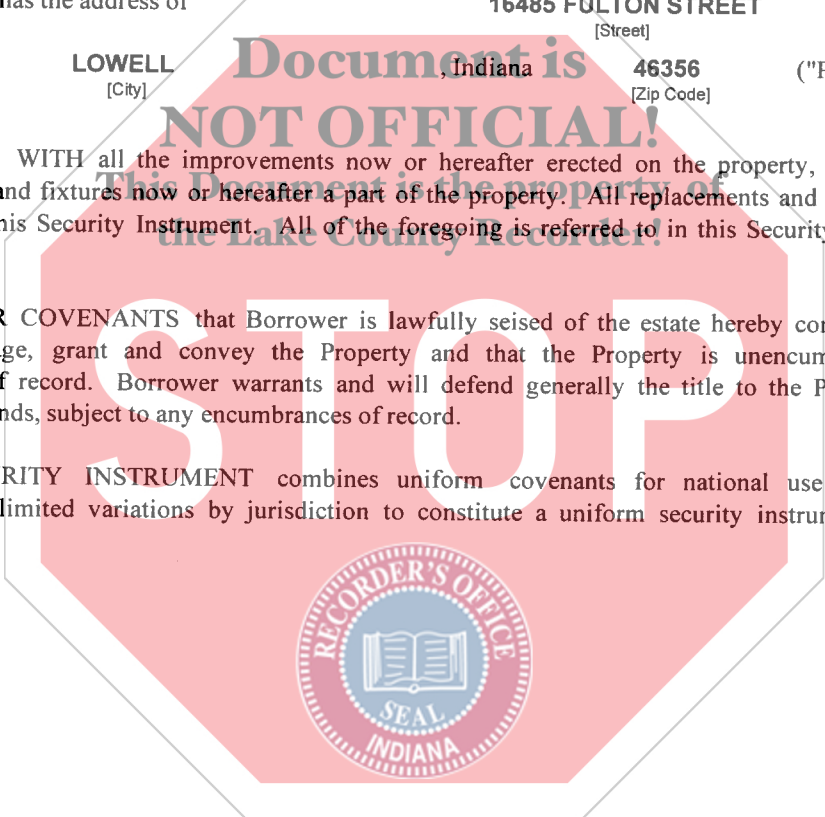 has the address of 16485 FULTON STREET
[Street]
LOWELL , Indiana 46356 ("P
[City] [Zip Code]
Document is
NOT OFFICIAL!
This Document is the property of
the Lake County Recorder!
WITH all the improvements now or hereafter erected on the property,
nd fixtures now or hereafter a part of the property. All replacements and
his Security Instrument. All of the foregoing is referred to in this Security
R COVENANTS that Borrower is lawfully seised of the estate hereby con
ge, grant and convey the Property and that the Property is unencum
f record. Borrower warrants and will defend generally the title to the P
nds, subject to any encumbrances of record.
RITY INSTRUMENT combines uniform covenants for national use
limited variations by jurisdiction to constitute a uniform security instrum
STOP
RECORDER'S OFFICE
SEAL
INDIANA